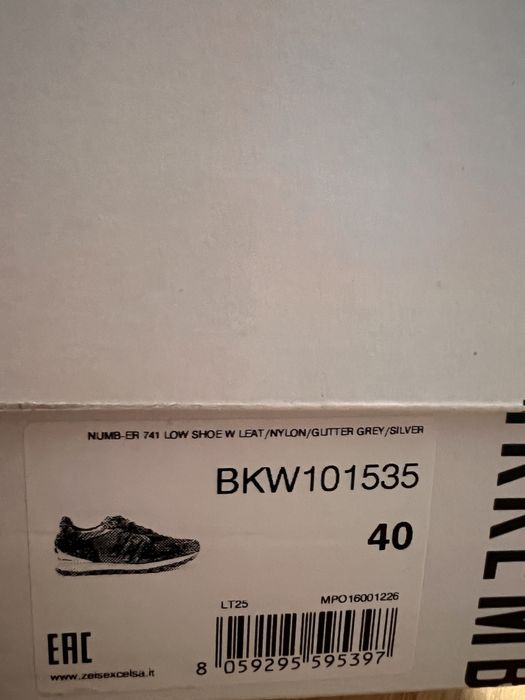 NUMB-ER 741 LOW SHOE W LEAT/NYLON/GLITTER GREY/SILVER
BKW101535
40
LT25
MPO16001226
EAC
www.zeisexcelsa.it
8 059295 595397